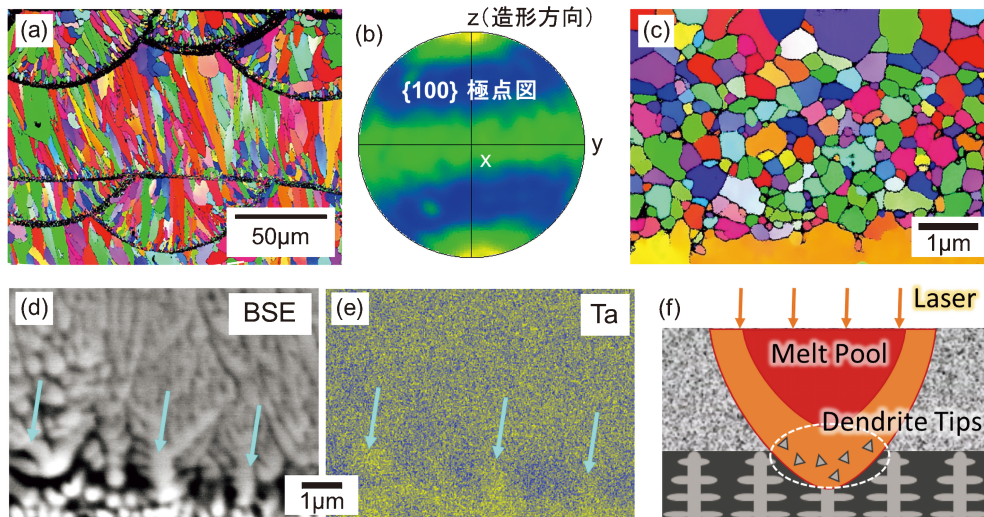 (a)
50μm
(b)
z(造形方向)
{100} 極点図
y
x
(c)
1μm
(d)
BSE
1μm
(e)
Ta
(f)
Laser
Melt Pool
Dendrite Tips